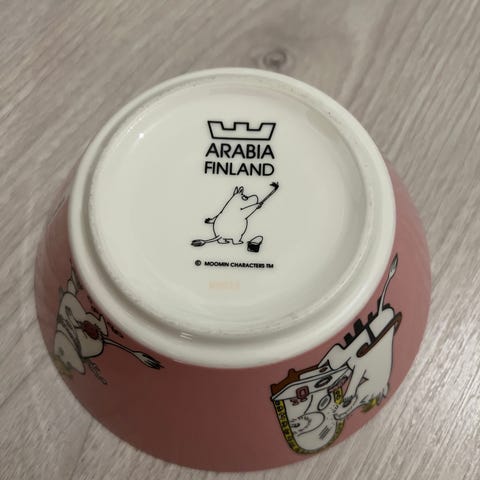 ARABIA
FINLAND
© MOOMIN CHARACTERS TM